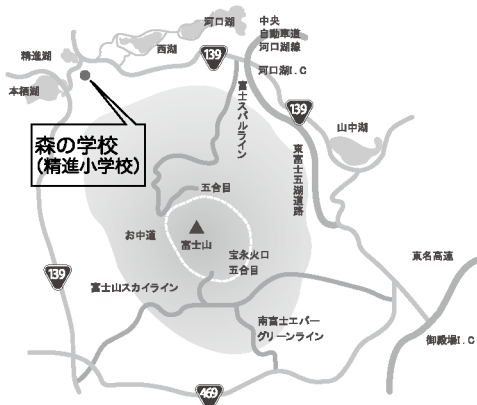 河口湖
中央
自動車道
河口湖線
西湖
精進湖
139
河口湖I.C
本栖湖
富士スバルライン
139
山中湖
森の学校
(精進小学校)
東富士五湖道路
五合目
お中道
富士山
宝永火口
五合目
東名高速
139
富士山スカイライン
南富士エバー
グリーンライン
御殿場I.C
469